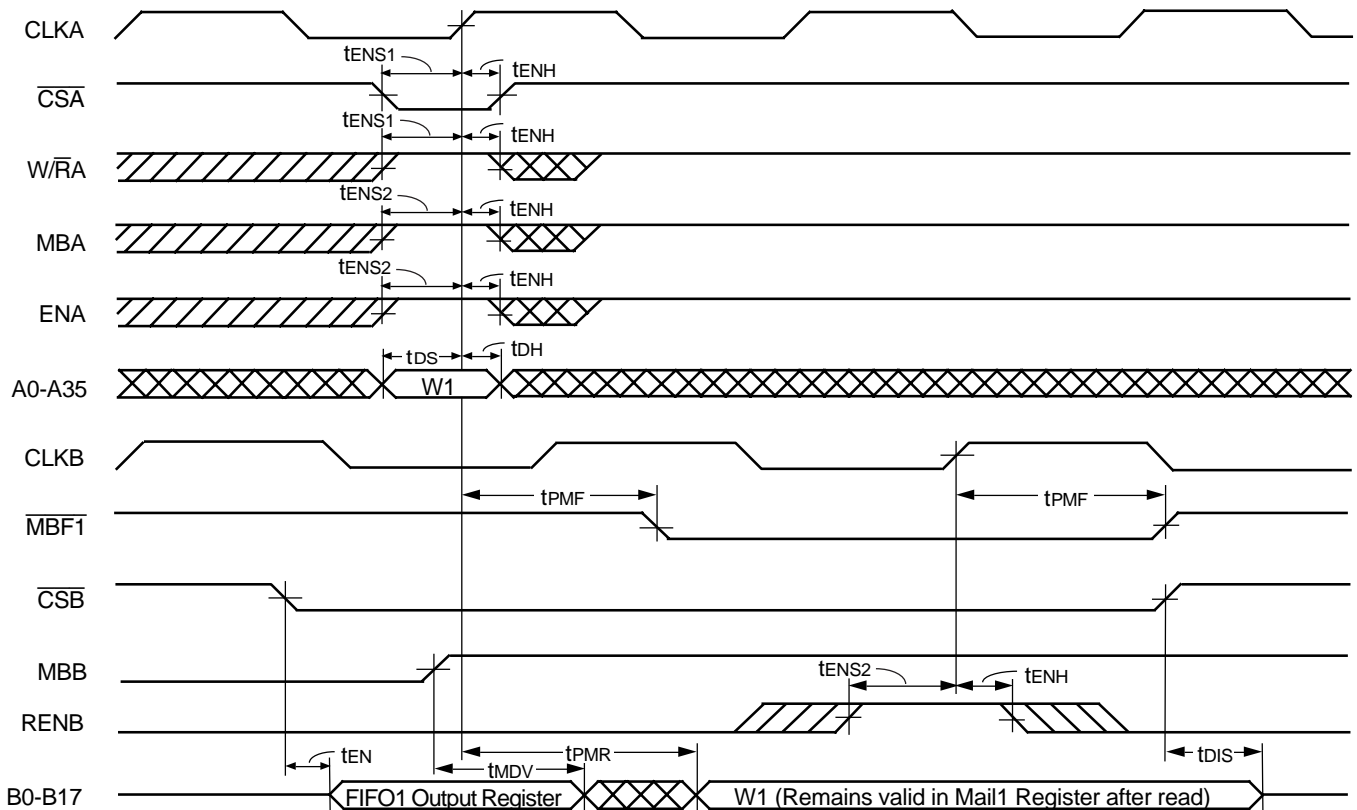 CLKA
tENS1
tENH
CSA
tENS1
tENH
W/RA
tENS2
tENH
MBA
tENS2
tENH
ENA
tDS
tDH
A0-A35
W1
CLKB
tPMF
tPMF
MBF1
CSB
MBB
tENS2
tENH
RENB
tEN
tPMR
tDIS
tMDV
B0-B17
FIFO1 Output Register
W1 (Remains valid in Mail1 Register after read)